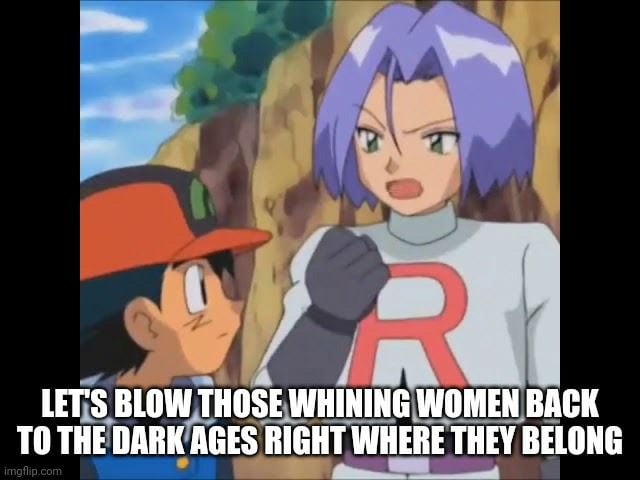 R
LET'S BLOW THOSE WHINING WOMEN BACK
TO THE DARK AGES RIGHT WHERE THEY BELONG
imgflip.com